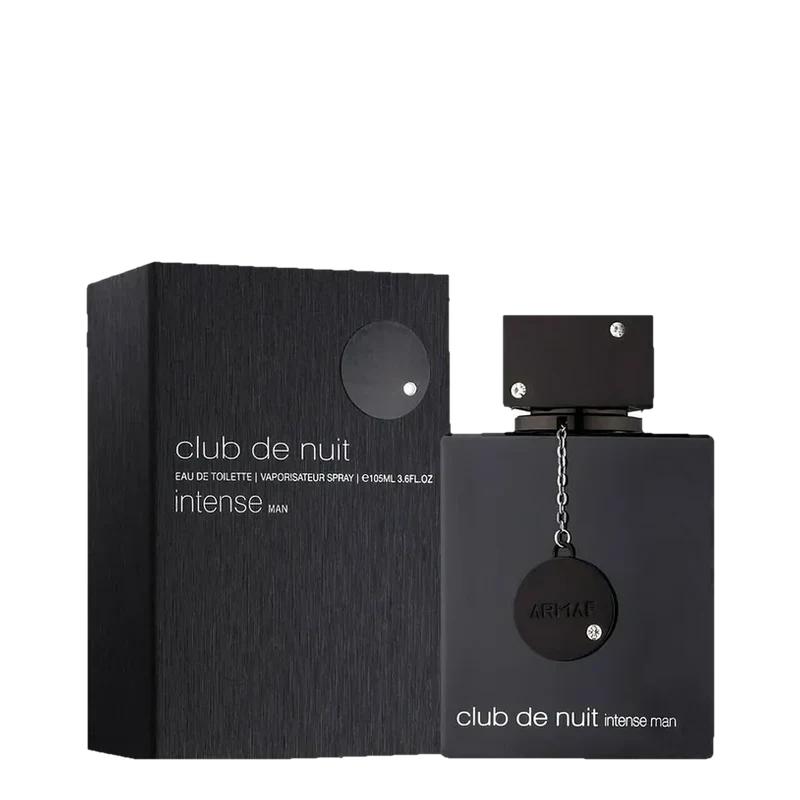 club de nuit
EAU DE TOILETTE | VAPORISATEUR SPRAY | ℮105ML 3.6FL.OZ
intense MAN
ARMAF
club de nuit intense man